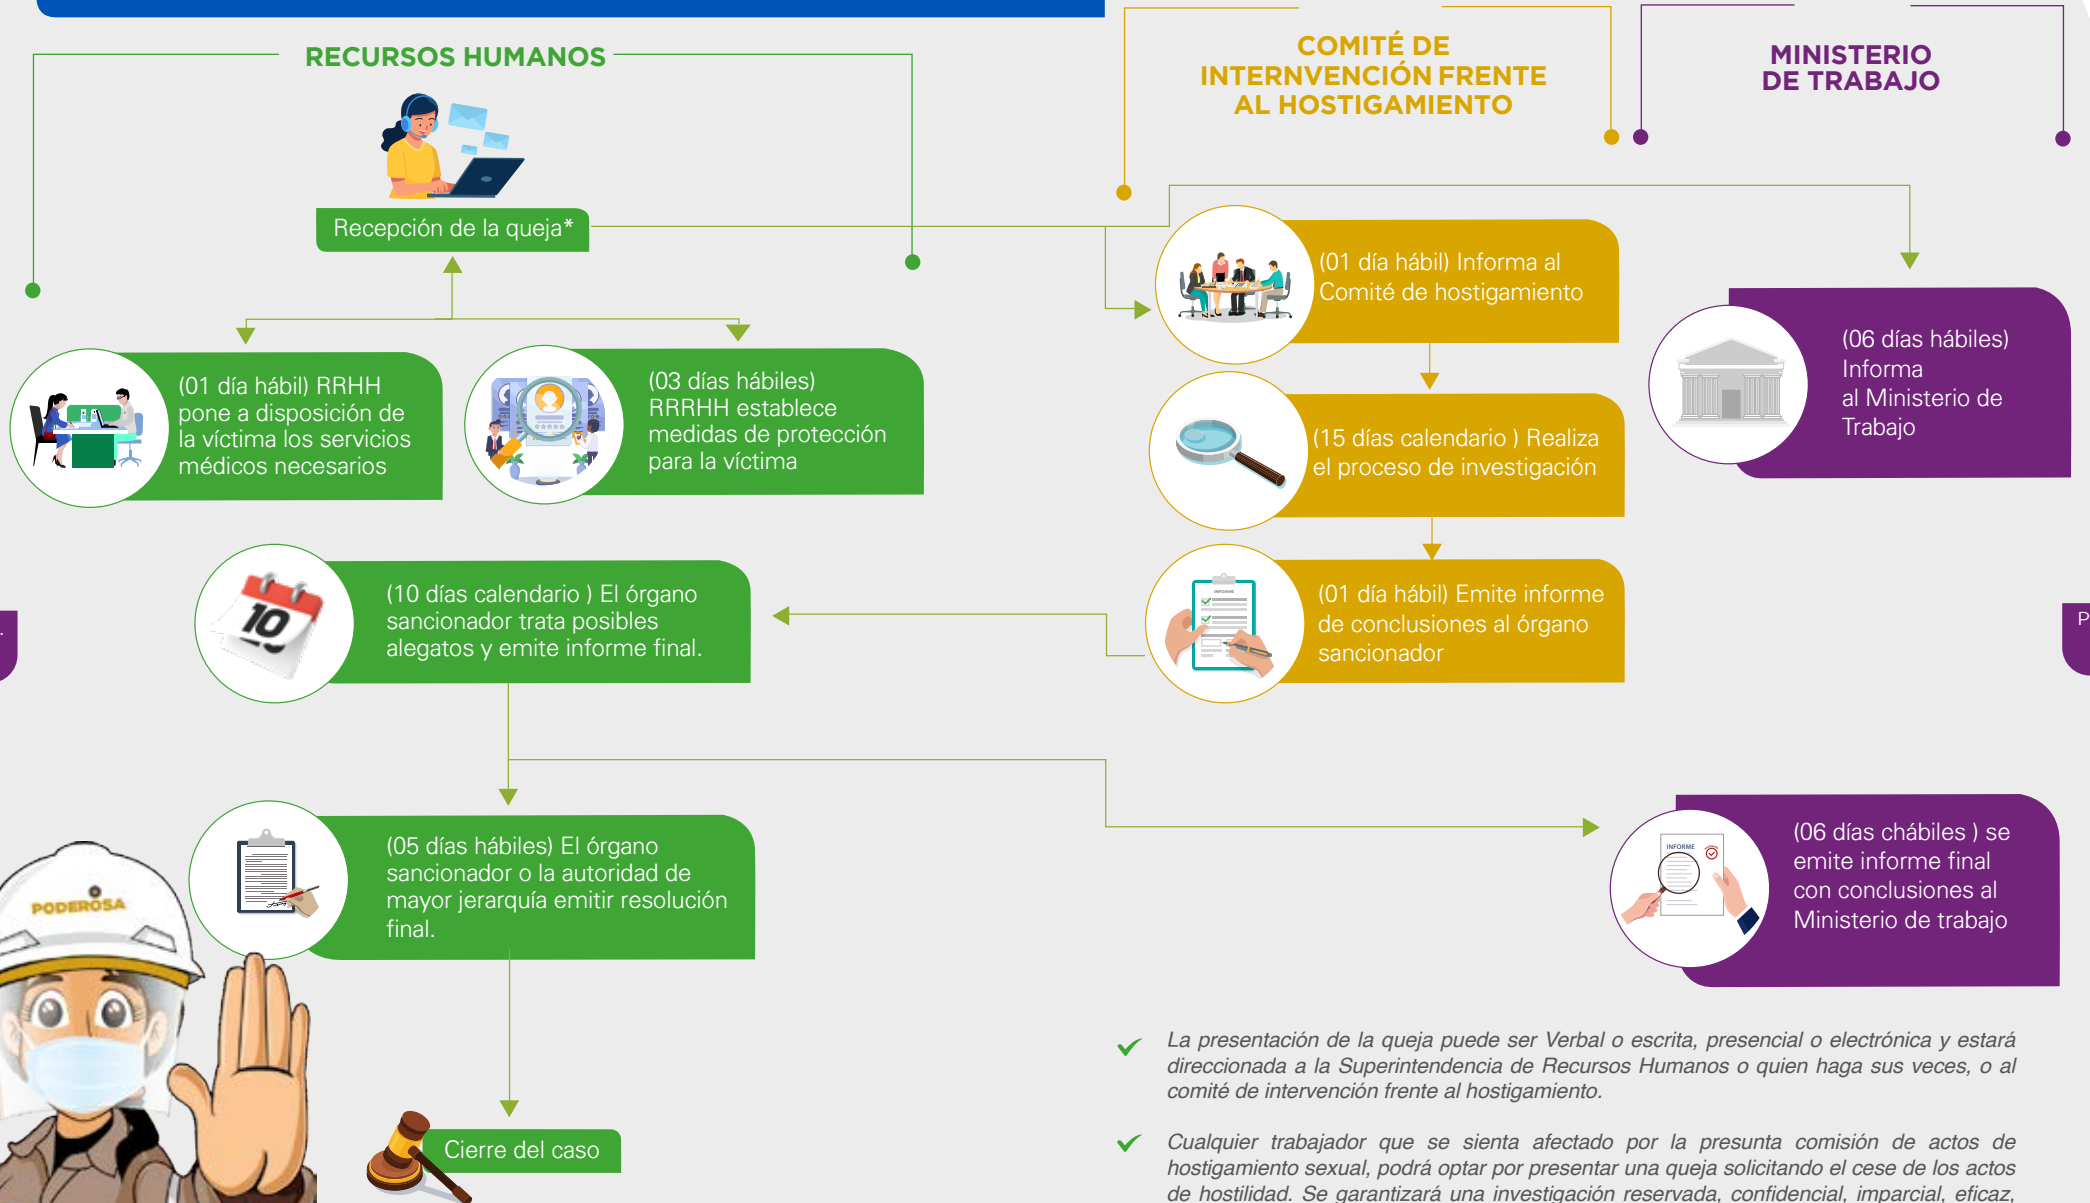 RECURSOS HUMANOS
COMITÉ DE
INTERNVENCIÓN FRENTE
AL HOSTIGAMIENTO
MINISTERIO
DE TRABAJO
Recepción de la queja*
(01 día hábil) RRHH
pone a disposición de
la víctima los servicios
médicos necesarios
(03 días hábiles)
RRRHH establece
medidas de protección
para la víctima
(01 día hábil) Informa al
Comité de hostigamiento
(15 días calendario ) Realiza
el proceso de investigación
(01 día hábil) Emite informe
de conclusiones al órgano
sancionador
INFORME
(06 días hábiles)
Informa
al Ministerio de
Trabajo
10
(10 días calendario ) El órgano
sancionador trata posibles
alegatos y emite informe final.
P
(05 días hábiles) El órgano
sancionador o la autoridad de
mayor jerarquía emitir resolución
final.
INFORME
(06 días chábiles ) se
emite informe final
con conclusiones al
Ministerio de trabajo
PODEROSA
Cierre del caso
La presentación de la queja puede ser Verbal o escrita, presencial o electrónica y estará
direccionada a la Superintendencia de Recursos Humanos o quien haga sus veces, o al
comité de intervención frente al hostigamiento.
Cualquier trabajador que se sienta afectado por la presunta comisión de actos de
hostigamiento sexual, podrá optar por presentar una queja solicitando el cese de los actos
de hostilidad. Se garantizará una investigación reservada, confidencial, imparcial, eficaz,